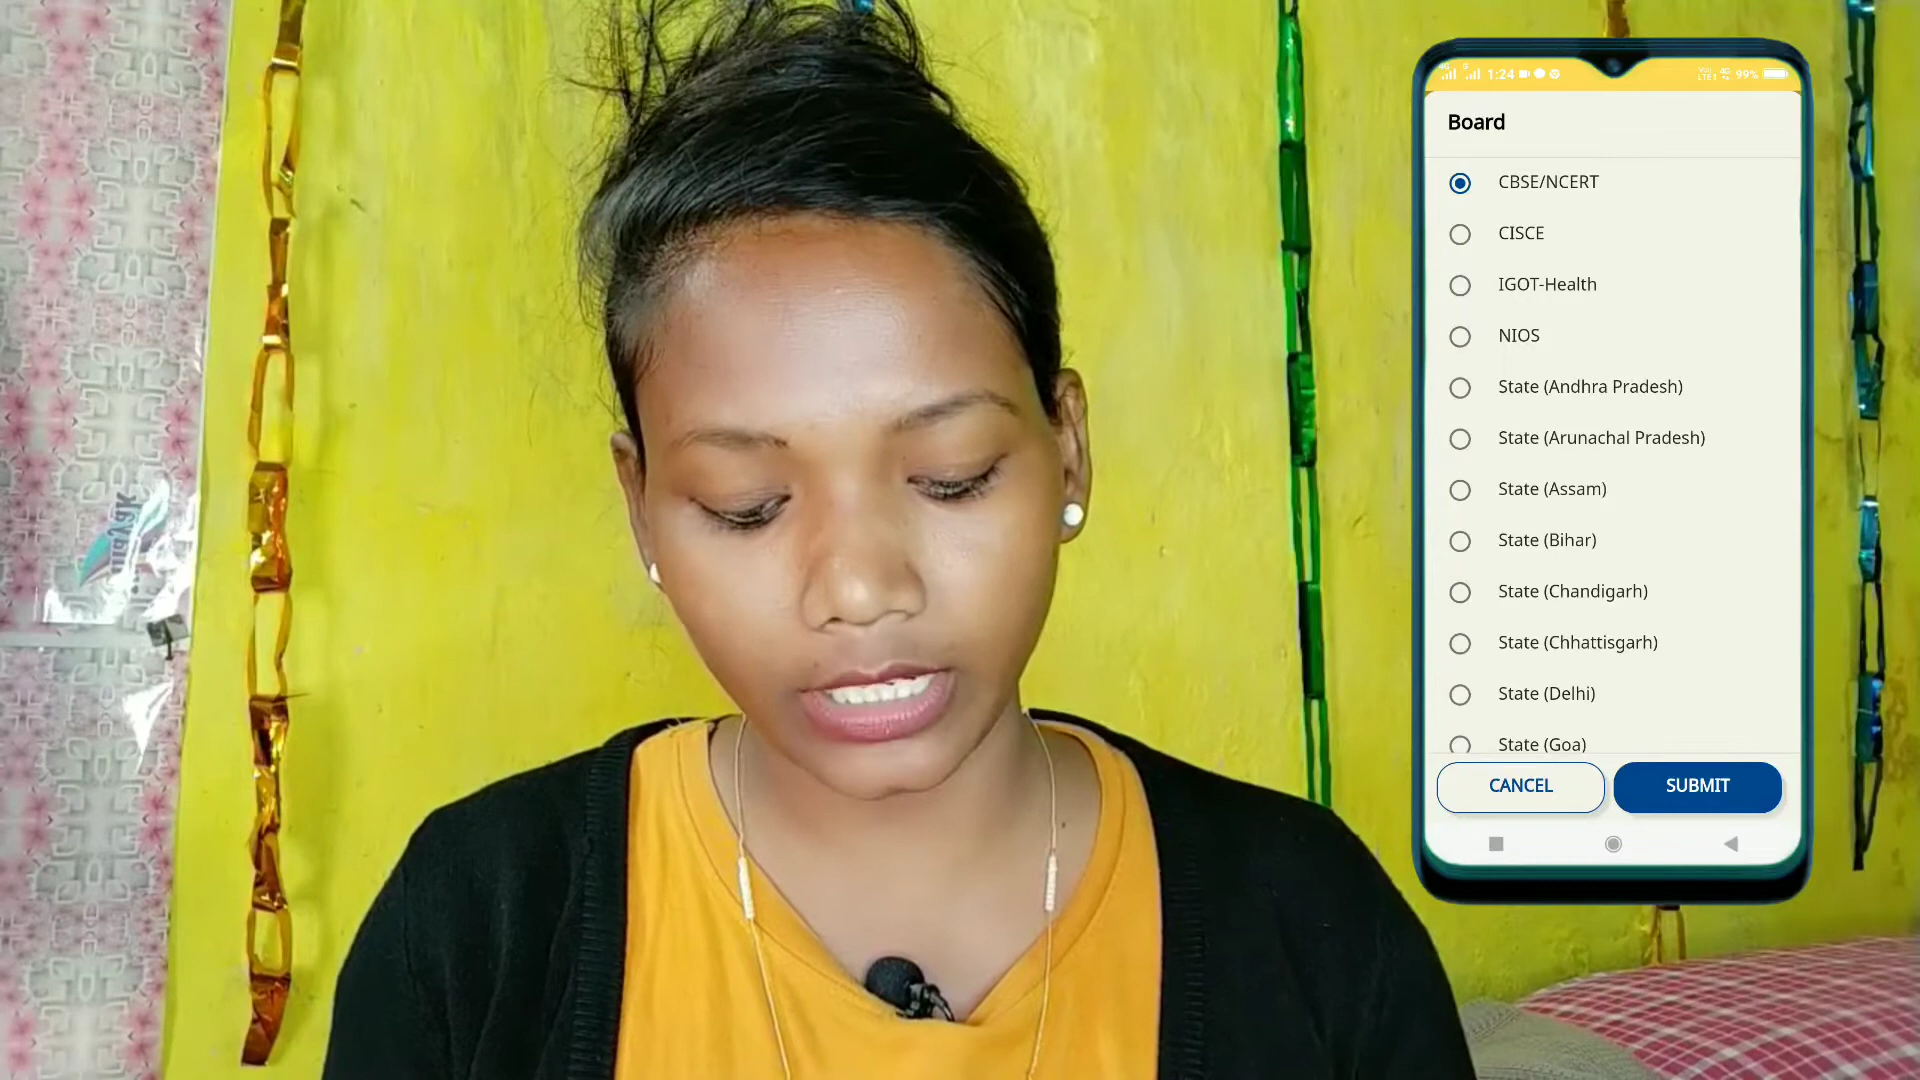 1:24
99%
Board
CBSE/NCERT
CISCE
IGOT-Health
NIOS
State (Andhra Pradesh)
State (Arunachal Pradesh)
State (Assam)
State (Bihar)
State (Chandigarh)
State (Chhattisgarh)
State (Delhi)
State (Goa)
CANCEL SUBMIT